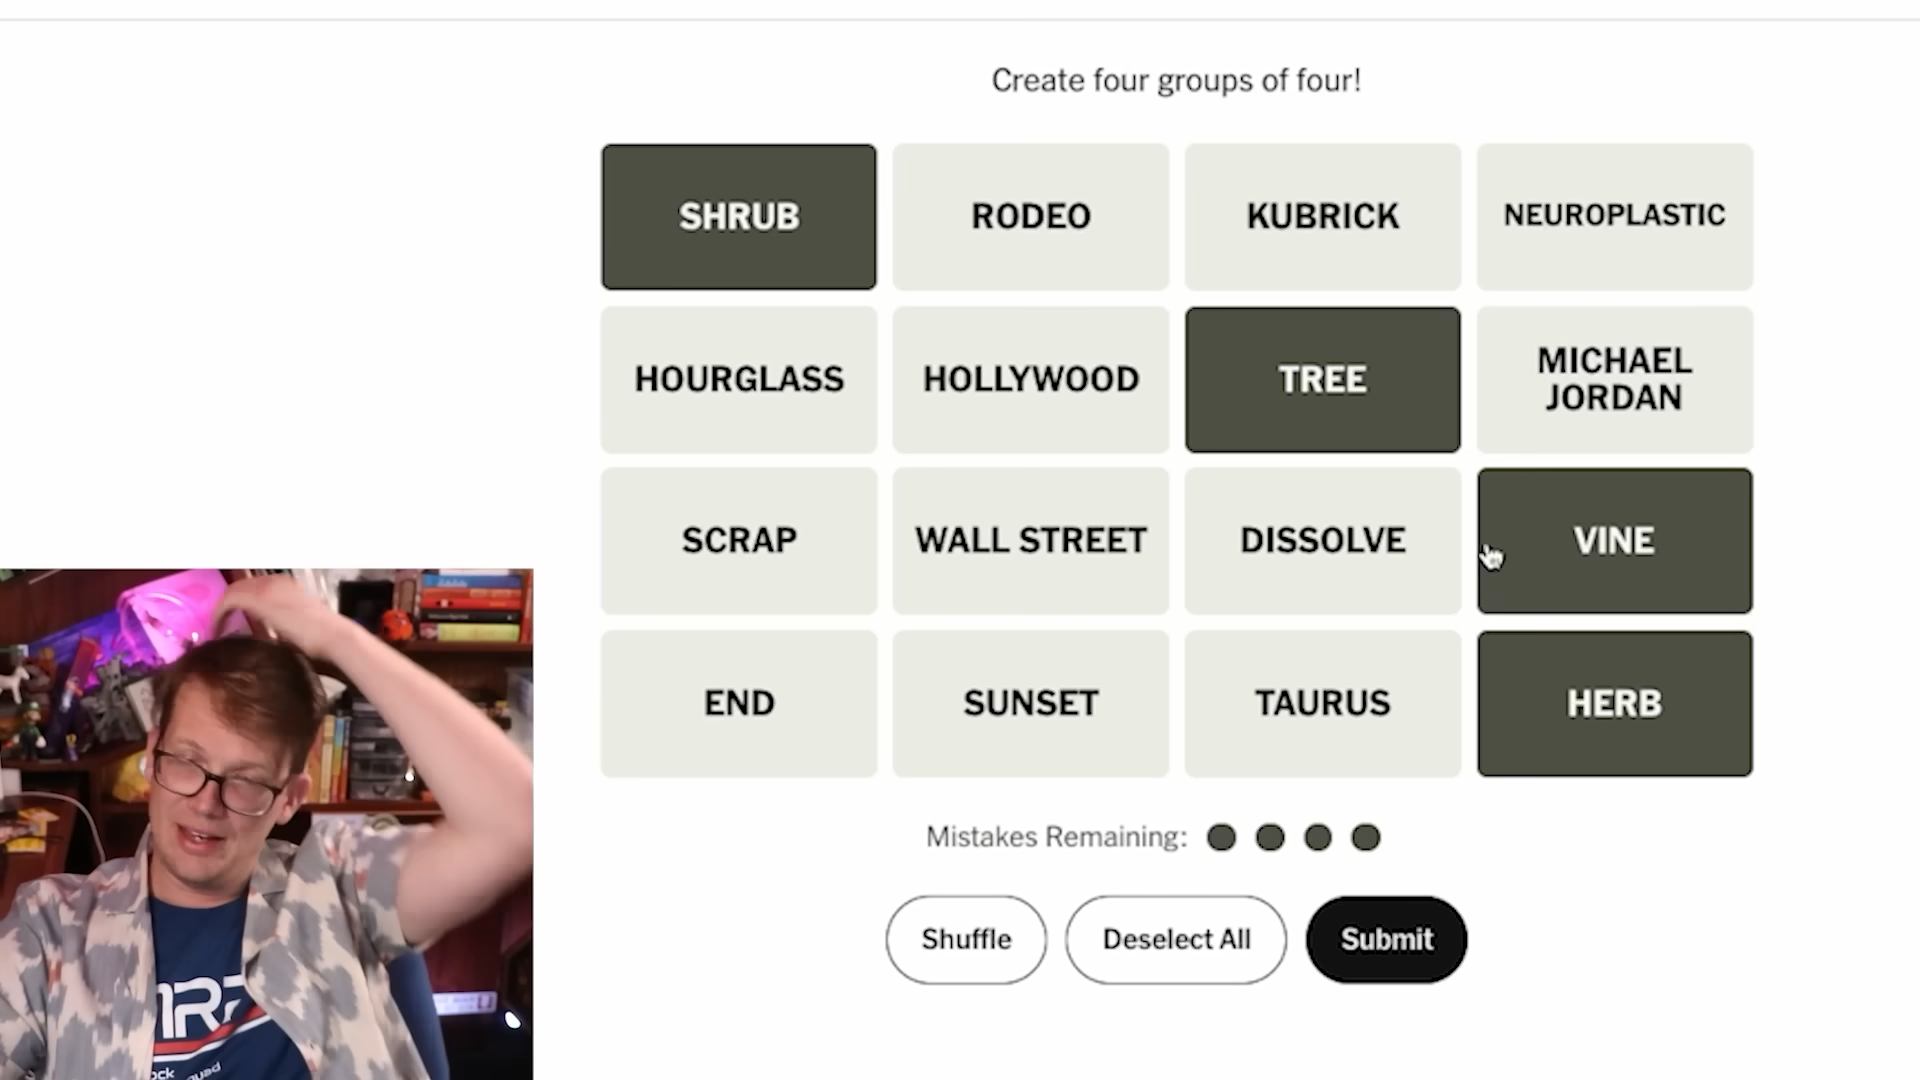 Create four groups of four!
SHRUB
RODEO
KUBRICK
NEUROPLASTIC
HOURGLASS
HOLLYWOOD
TREE
MICHAEL
JORDAN
SCRAP
WALL STREET
DISSOLVE
VINE
END
SUNSET
TAURUS
HERB
Mistakes Remaining:
Shuffle
Deselect All
Submit